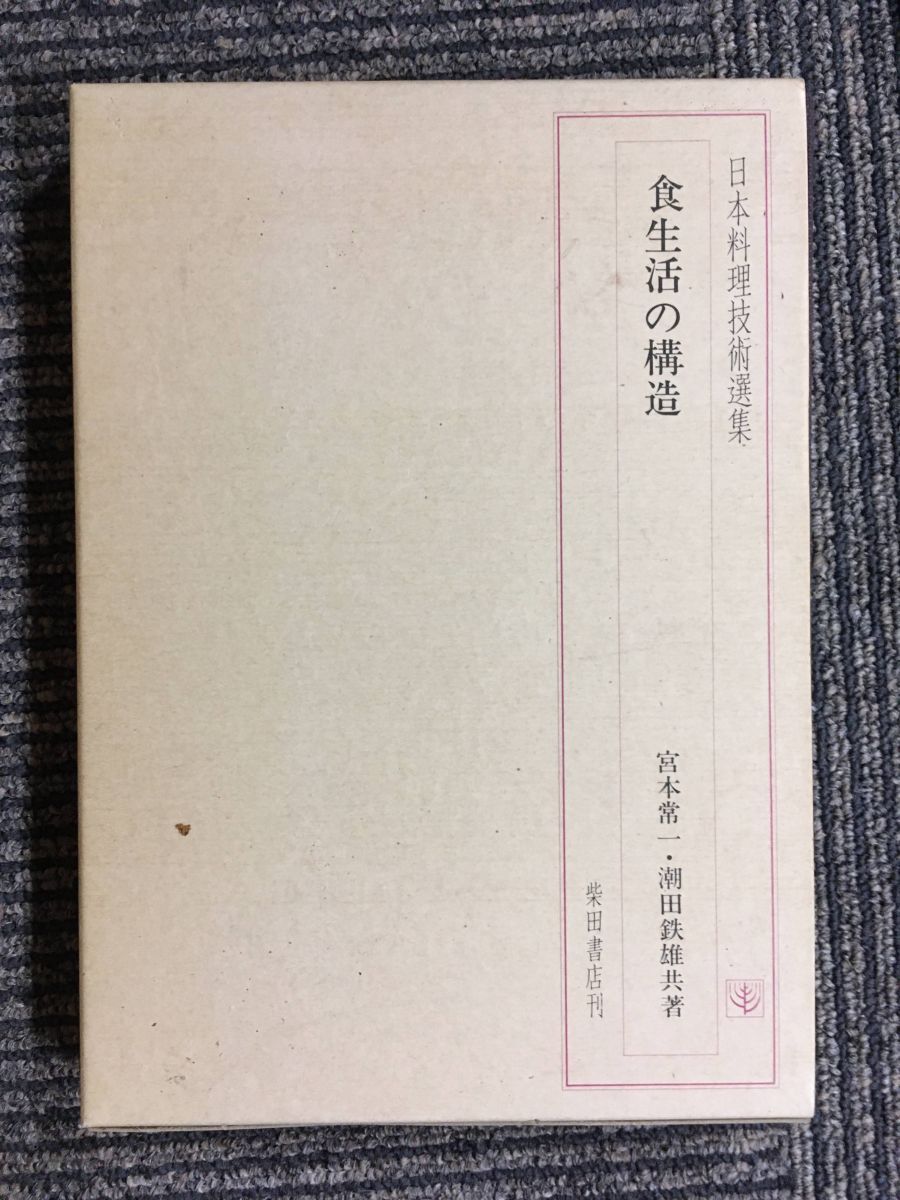 日本料理技術選集
食生活の構造
宮本常一・潮田鉄雄共著
柴田書店刊